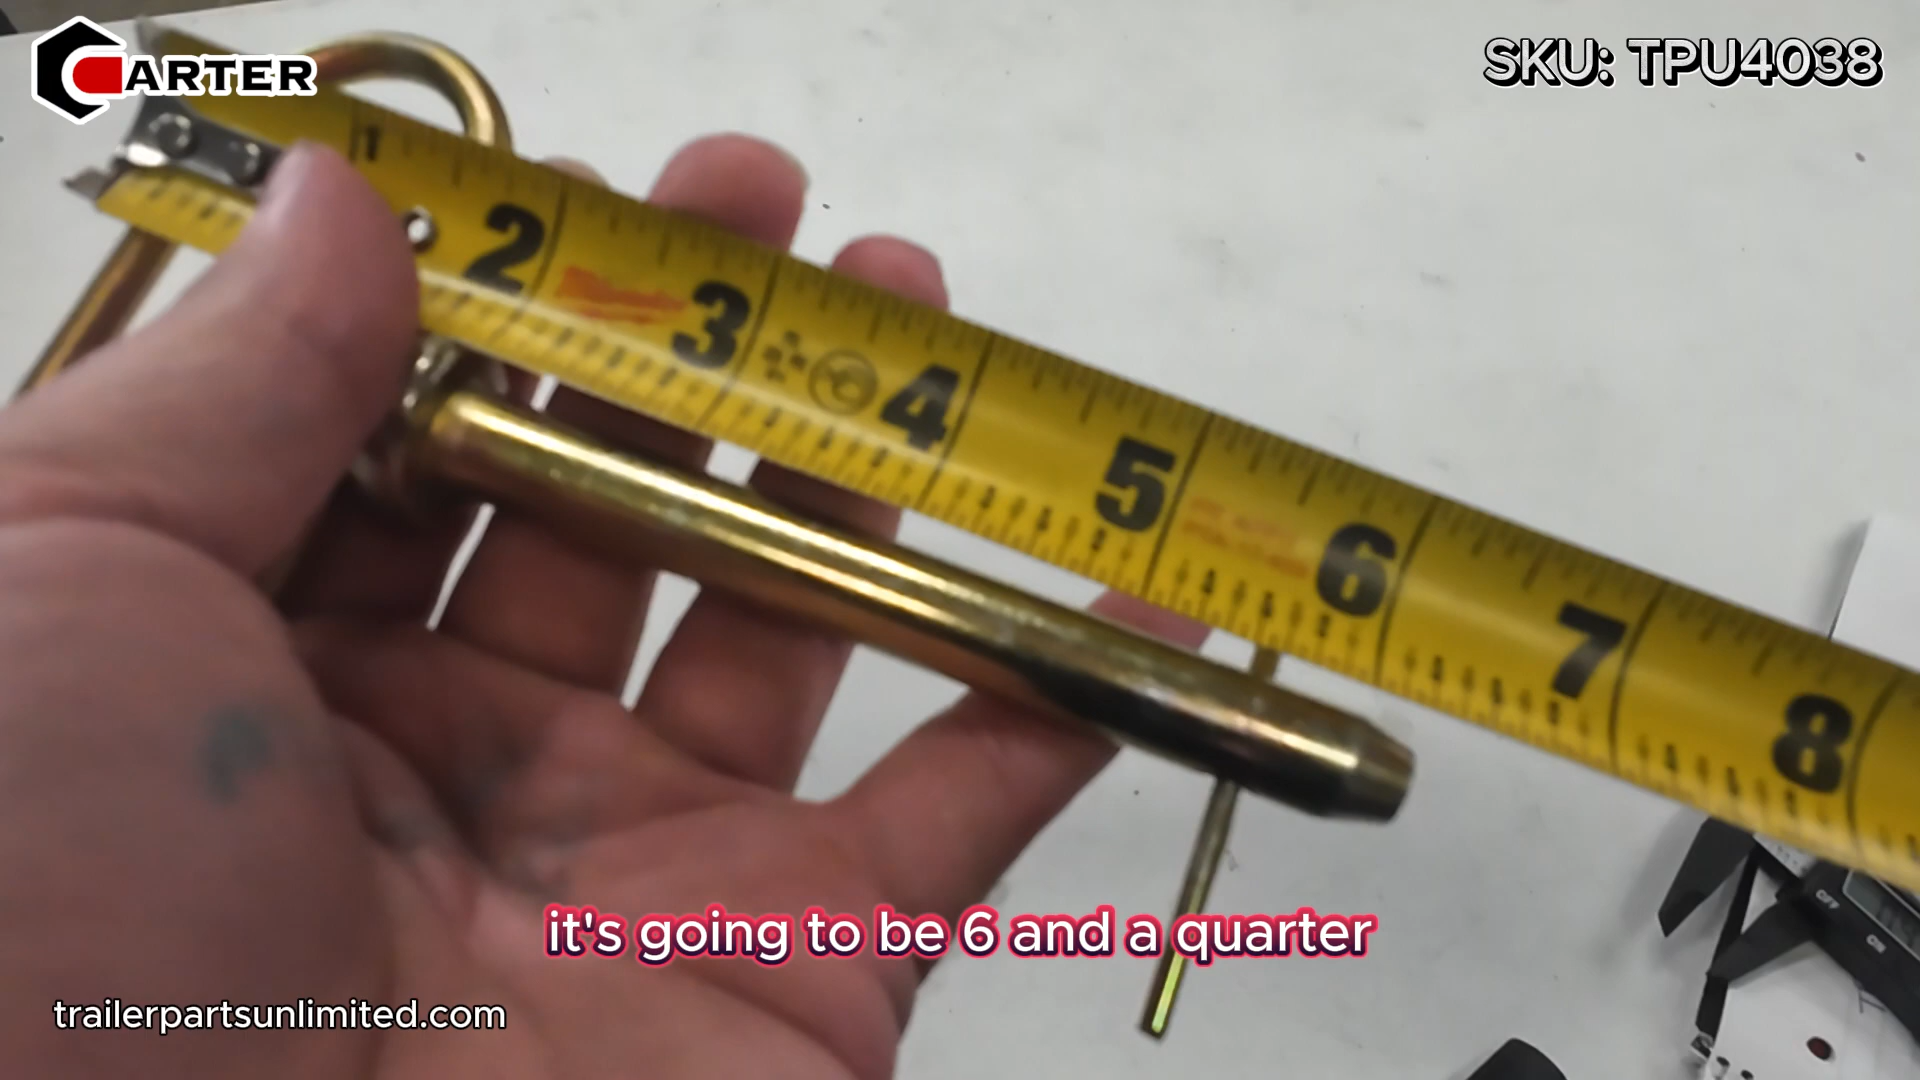 CARTER
SKU: TPU4038
1 2 3 4 5 6 7 8
it's going to be 6 and a quarter
trailerpartsunlimited.com